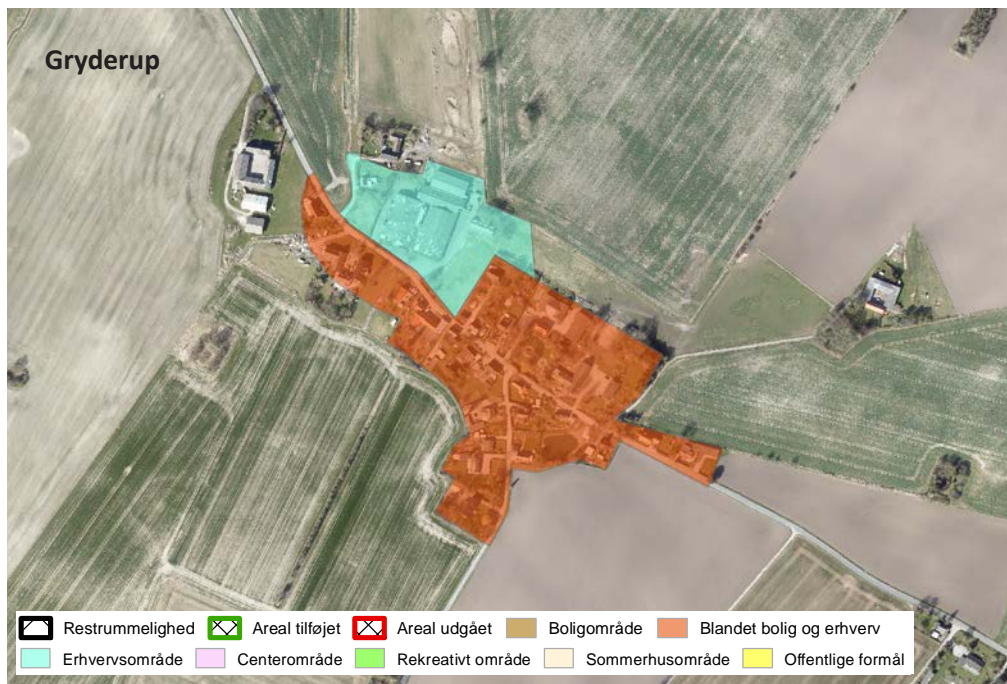 Gryderup
Restrummelighed Areal tilføjet Areal udgået Boligområde Blandet bolig og erhverv
Erhvervsområde Centerområde Rekreativt område Sommerhusområde Offentlige formål